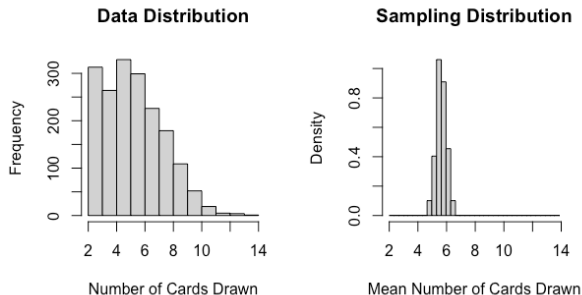 Data Distribution
Frequency
0
100
200
300
2 4 6 8 10 14
Number of Cards Drawn
Sampling Distribution
Density
0.0
0.4
0.8
2 4 6 8 10 14
Mean Number of Cards Drawn